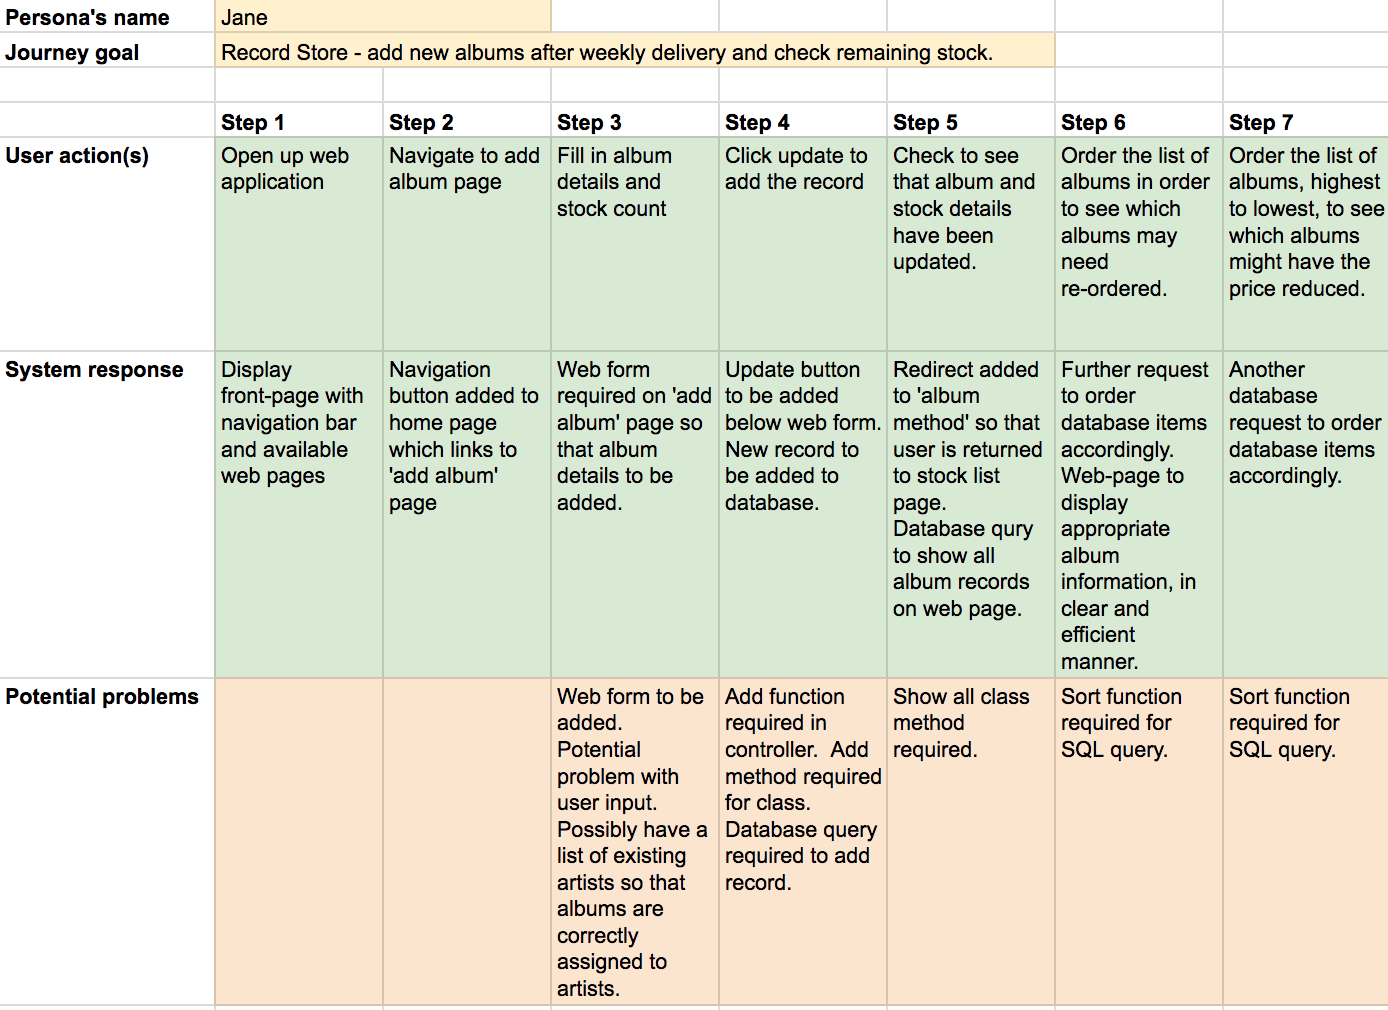 Persona's name
Jane
Journey goal
Record Store - add new albums after weekly delivery and check remaining stock.
Step 1
Step 2
Step 3
Step 4
Step 5
Step 6
Step 7
User action(s)
Open up web
application
Navigate to add
album page
Fill in album
details and
stock count
Click update to
add the record
Check to see
that album and
stock details
have been
updated.
Order the list of
albums in order
to see which
albums may
need
re-ordered.
Order the list of
albums, highest
to lowest, to see
which albums
might have the
price reduced.
System response
Display
front-page with
navigation bar
and available
web pages
Navigation
button added to
home page
which links to
'add album'
page
Web form
required on 'add
album' page so
that album
details to be
added.
Update button
to be added
below web form.
New record to
be added to
database.
Redirect added
to 'album
method' so that
user is returned
to stock list
page.
Database qury
to show all
album records
on web page.
Further request
to order
database items
accordingly.
Web-page to
display
appropriate
album
information, in
clear and
efficient
manner.
Another
database
request to order
database items
accordingly.
Potential problems
Web form to be
added.
Potential
problem with
user input.
Possibly have a
list of existing
artists so that
albums are
correctly
assigned to
artists.
Add function
required in
controller.  Add
method required
for class.
Database query
required to add
record.
Show all class
method
required.
Sort function
required for
SQL query.
Sort function
required for
SQL query.